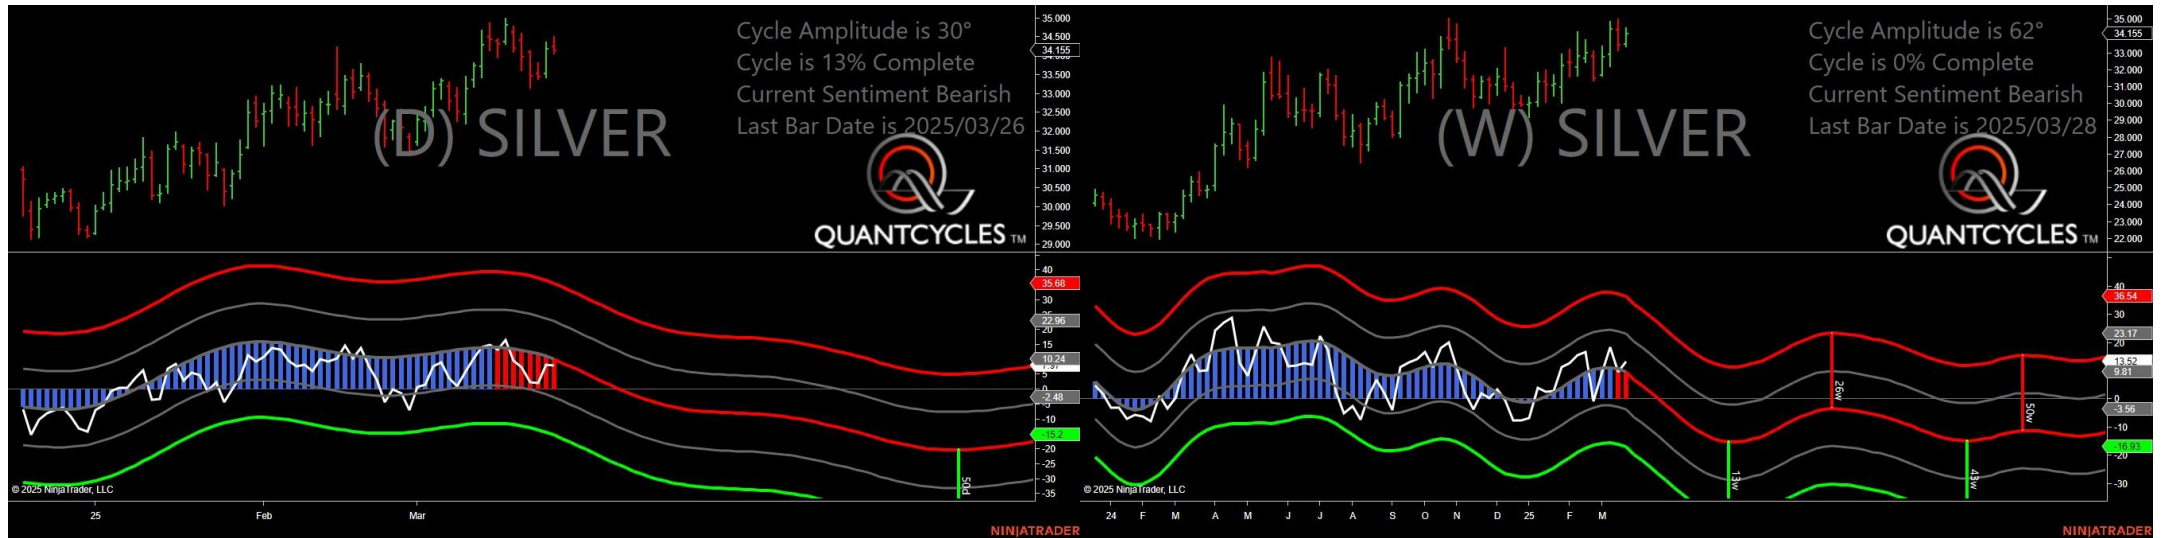 Cycle Amplitude is 30°
Cycle is 13% Complete
Current Sentiment Bearish
Last Bar Date is 2025/03/26
(D) SILVER
QUANTCYCLES TM
35.000
34.500
34.155
33.500
33.000
32.500
32.000
31.500
31.000
30.500
30.000
29.500
29.000
40
35.68
30
22.96
20
15
10.24
7.97
5
0
-2.48
-5
-10
-15.2
-20
-25
-30
-35
50d
© 2025 NinjaTrader, LLC
25 Feb Mar
NINJATRADER
Cycle Amplitude is 62°
Cycle is 0% Complete
Current Sentiment Bearish
Last Bar Date is 2025/03/28
(W) SILVER
QUANTCYCLES TM
35.000
34.155
33.000
32.000
31.000
30.000
29.000
28.000
27.000
26.000
25.000
24.000
23.000
22.000
40
36.54
30
23.17
20
13.52
9.81
0
-3.56
-10
-16.93
-20
-30
13w
26w
43w
50w
© 2025 NinjaTrader, LLC
24 F M A M J J A S O N D 25 F M
NINJATRADER